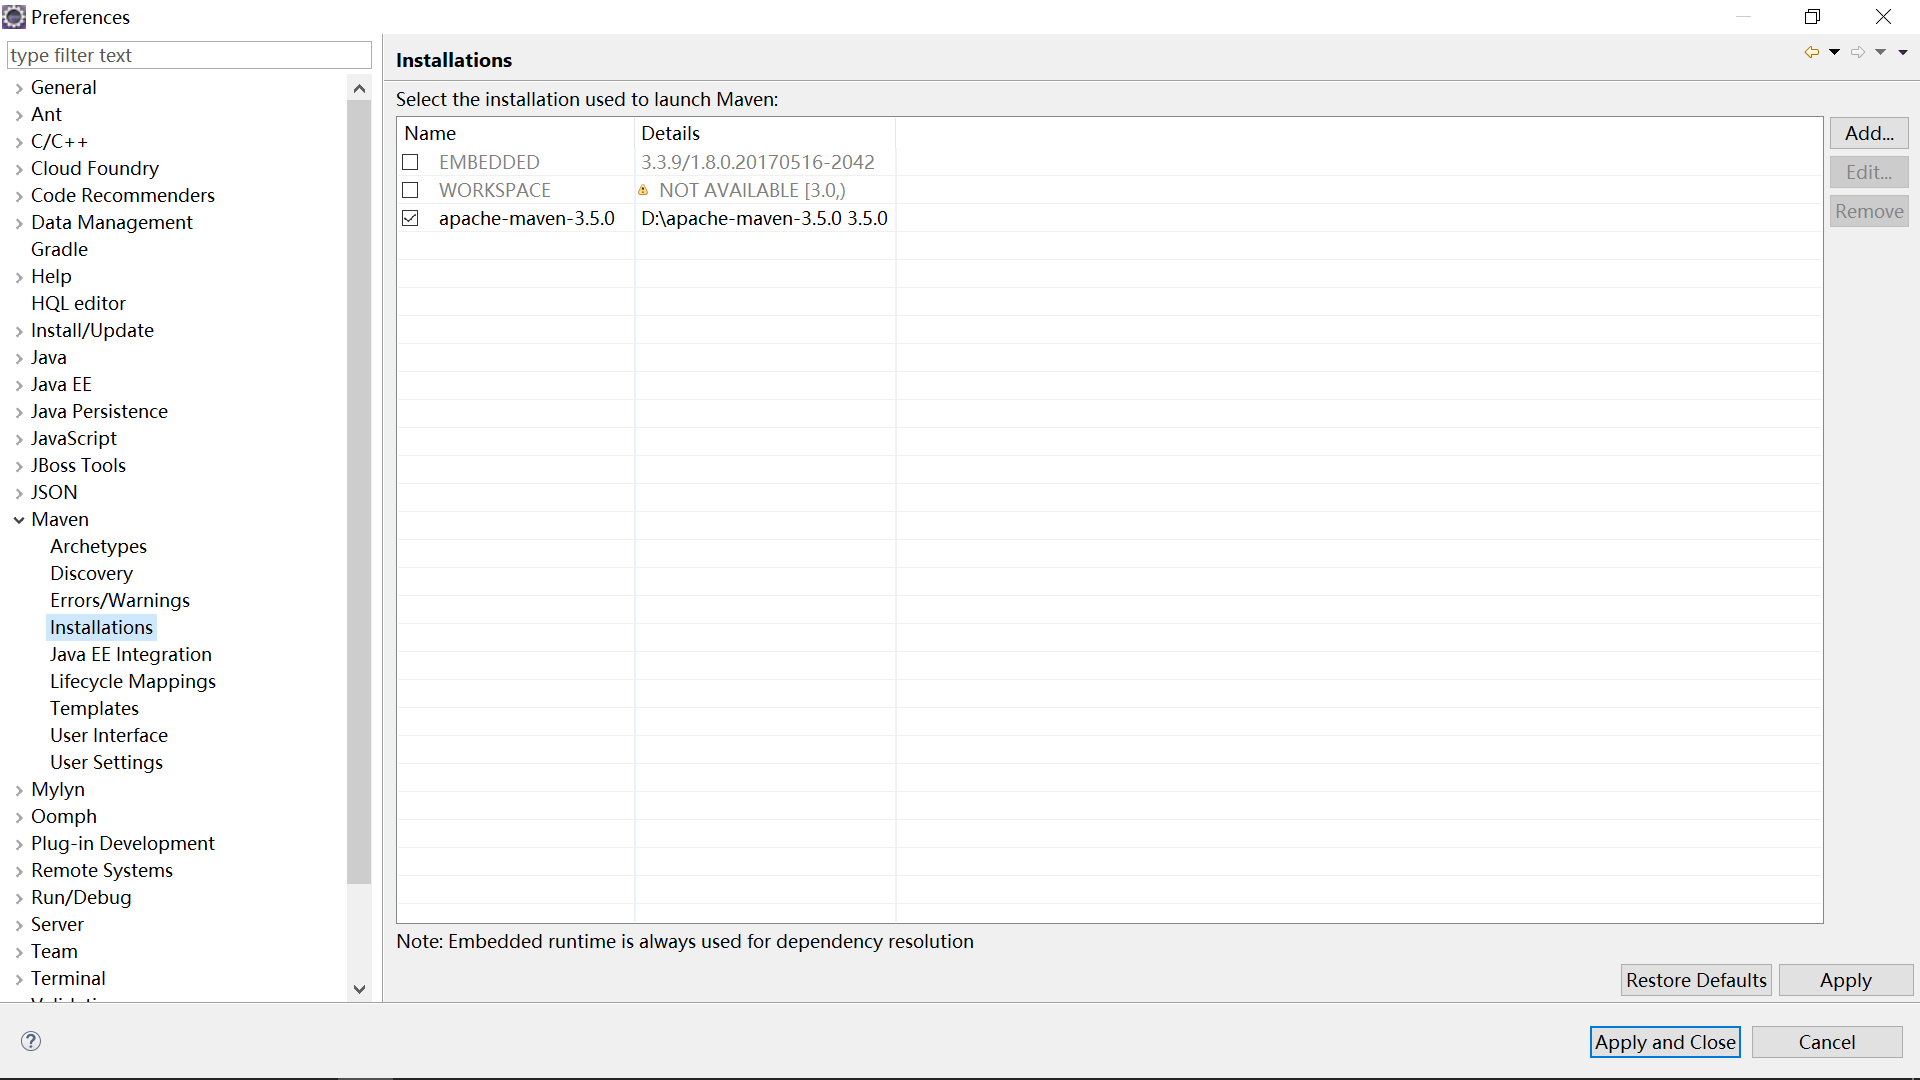 Preferences
type filter text
General
Ant
C/C++
Cloud Foundry
Code Recommenders
Data Management
Gradle
Help
HQL editor
Install/Update
Java
Java EE
Java Persistence
JavaScript
JBoss Tools
JSON
Maven
Archetypes
Discovery
Errors/Warnings
Installations
Java EE Integration
Lifecycle Mappings
Templates
User Interface
User Settings
Mylyn
Oomph
Plug-in Development
Remote Systems
Run/Debug
Server
Team
Terminal
Installations
Select the installation used to launch Maven:
Name Details
EMBEDDED 3.3.9/1.8.0.20170516-2042
WORKSPACE NOT AVAILABLE [3.0,)
apache-maven-3.5.0 D:\apache-maven-3.5.0 3.5.0
Add...
Edit...
Remove
Note: Embedded runtime is always used for dependency resolution
Restore Defaults Apply
Apply and Close Cancel